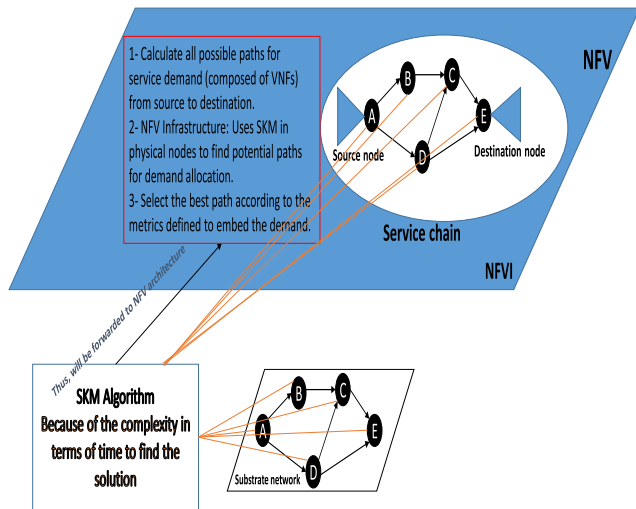 NFV
1- Calculate all possible paths for
service demand (composed of VNFs)
from source to destination.
2- NFV Infrastructure: Uses SKM in
physical nodes to find potential paths
for demand allocation.
3- Select the best path according to the
metrics defined to embed the demand.
B
C
A
E
D
Source node
Destination node
Service chain
NFVI
Thus, will be forwarded to NFV architecture
SKM Algorithm
Because of the complexity in
terms of time to find the
solution
B
C
A
E
D
Substrate network